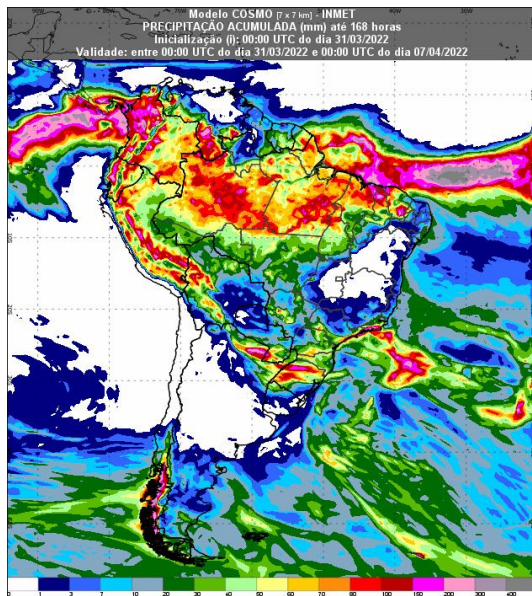 Modelo COSMO [7 x 7 km] - INMET
PRECIPITAÇÃO ACUMULADA (mm) até 168 horas
Inicialização (i): 00:00 UTC do dia 31/03/2022
Validade: entre 00:00 UTC do dia 31/03/2022 e 00:00 UTC do dia 07/04/2022
10S
0 1 3 7 10 20 30 40 50 60 70 80 100 150 200 300 400